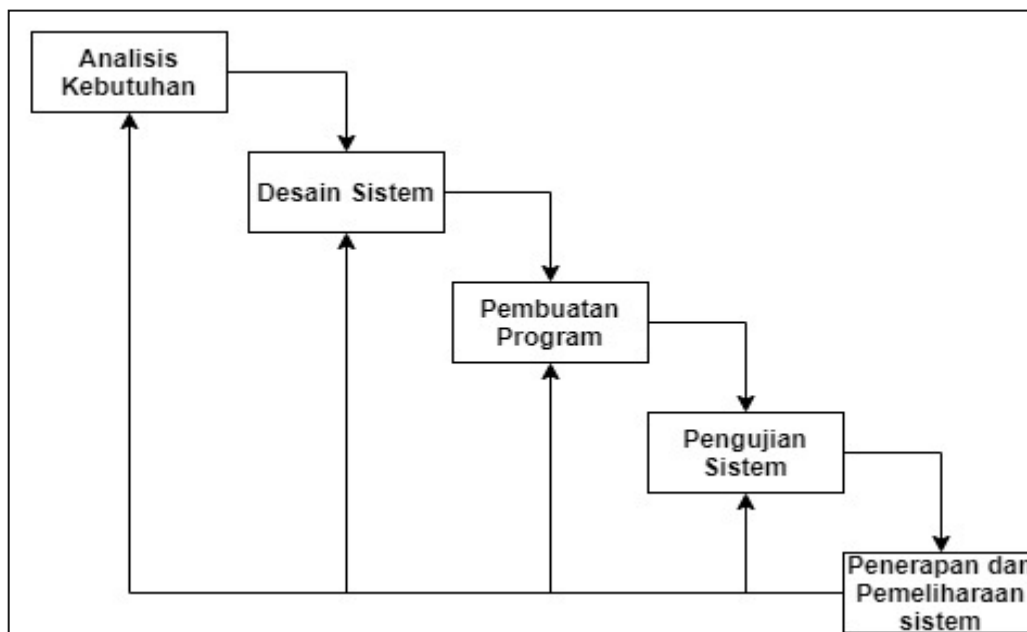 Analisis
Kebutuhan
Desain Sistem
Pembuatan
Program
Pengujian
Sistem
Penerapan dan
Pemeliharaan
sistem